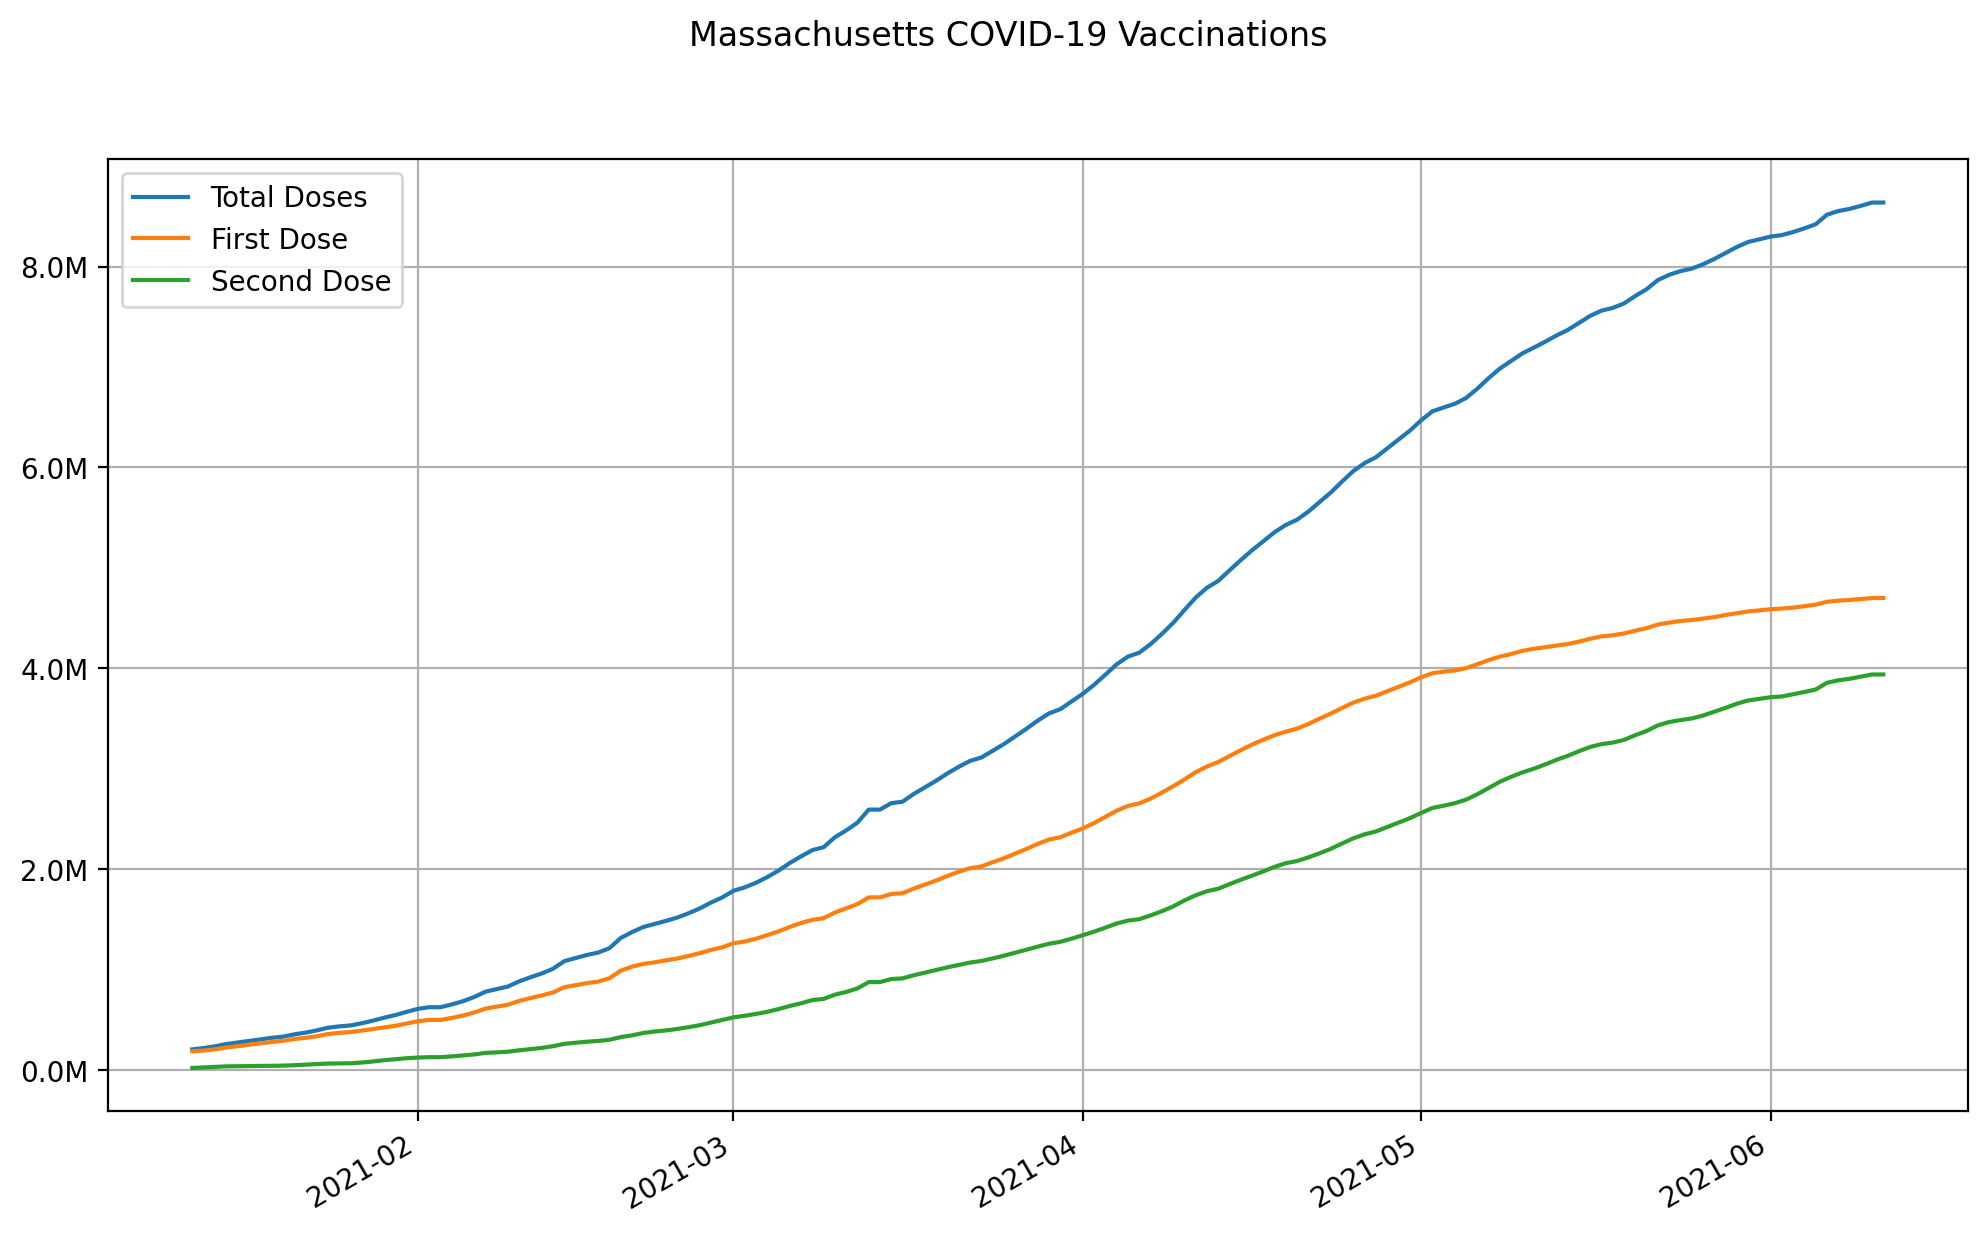 Massachusetts COVID-19 Vaccinations
Total Doses
First Dose
Second Dose
8.0M
6.0M
4.0M
2.0M
0.0M
2021-02
2021-03
2021-04
2021-05
2021-06